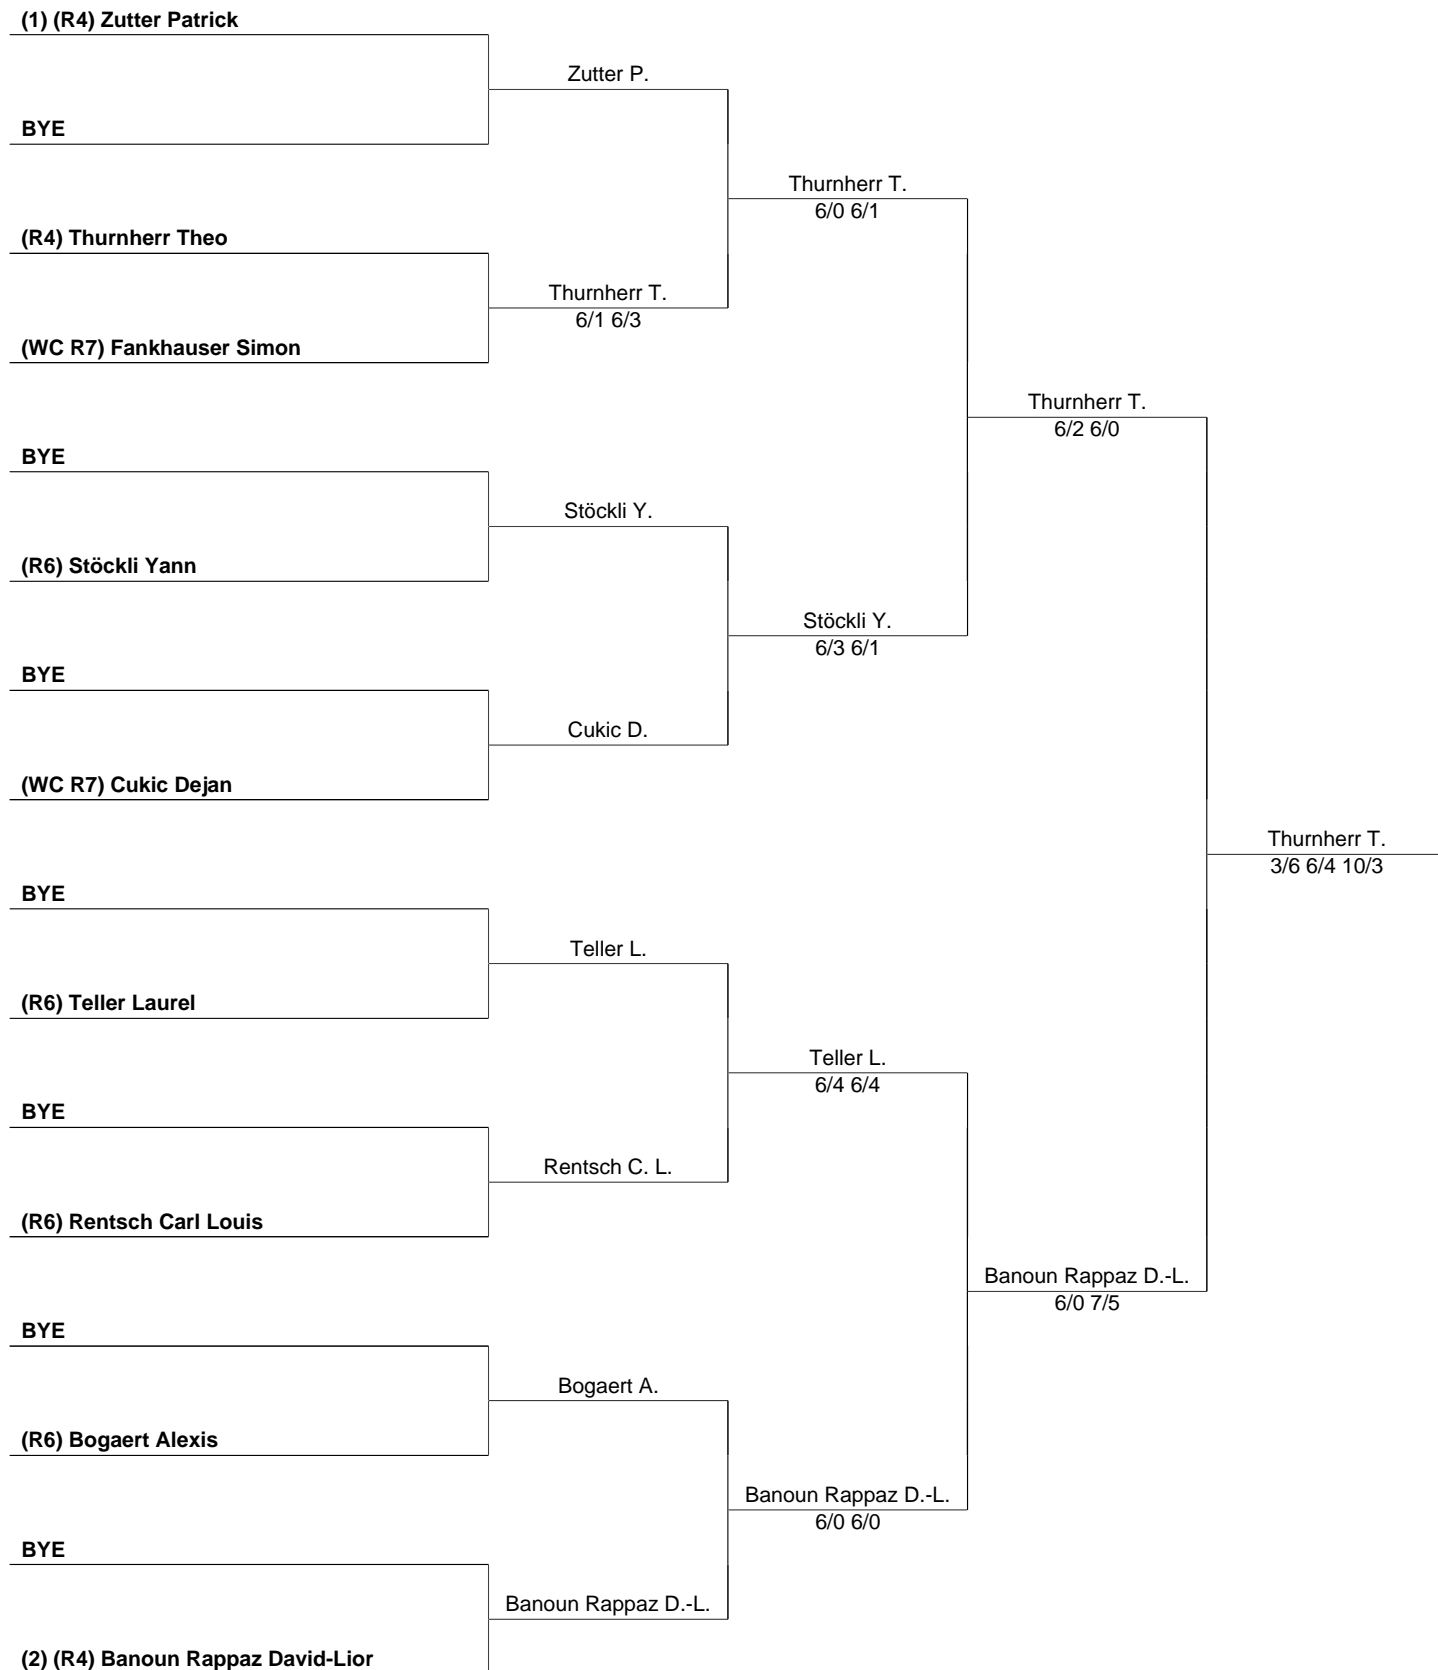 (1) (R4) Zutter Patrick
Zutter P.
BYE
Thurnherr T.
6/0 6/1
(R4) Thurnherr Theo
Thurnherr T.
6/1 6/3
(WC R7) Fankhauser Simon
Thurnherr T.
6/2 6/0
BYE
Stöckli Y.
(R6) Stöckli Yann
Stöckli Y.
6/3 6/1
BYE
Cukic D.
(WC R7) Cukic Dejan
Thurnherr T.
3/6 6/4 10/3
BYE
Teller L.
(R6) Teller Laurel
Teller L.
6/4 6/4
BYE
Rentsch C. L.
(R6) Rentsch Carl Louis
Banoun Rappaz D.-L.
6/0 7/5
BYE
Bogaert A.
(R6) Bogaert Alexis
Banoun Rappaz D.-L.
6/0 6/0
BYE
Banoun Rappaz D.-L.
(2) (R4) Banoun Rappaz David-Lior